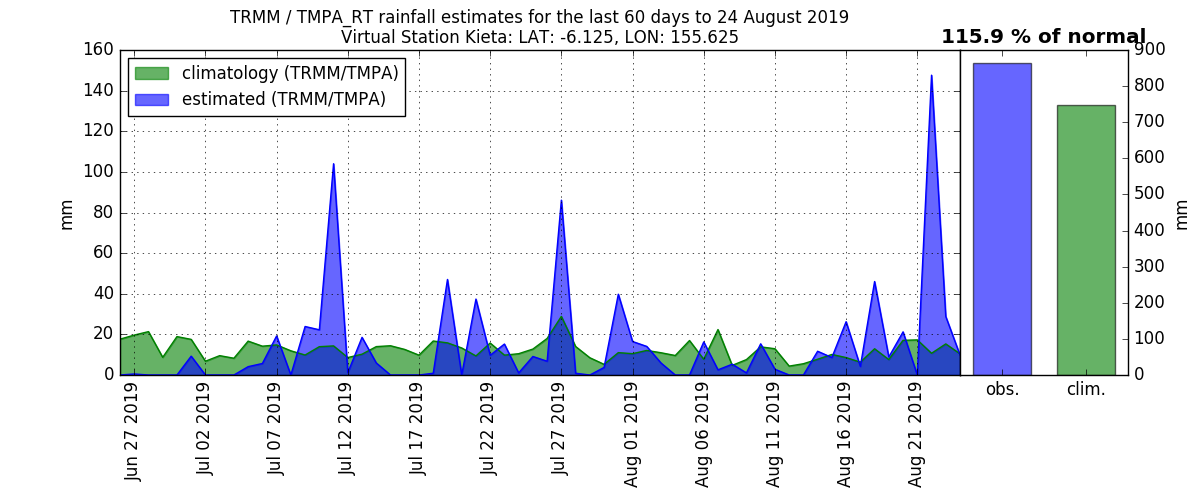 TRMM / TMPA_RT rainfall estimates for the last 60 days to 24 August 2019
Virtual Station Kieta: LAT: -6.125, LON: 155.625
115.9 % of normal
climatology (TRMM/TMPA)
estimated (TRMM/TMPA)
mm
160
140
120
100
80
60
40
20
0
Jun 27 2019
Jul 02 2019
Jul 07 2019
Jul 12 2019
Jul 17 2019
Jul 22 2019
Jul 27 2019
Aug 01 2019
Aug 06 2019
Aug 11 2019
Aug 16 2019
Aug 21 2019
900
800
700
600
500
400
300
200
100
0
mm
obs.
clim.